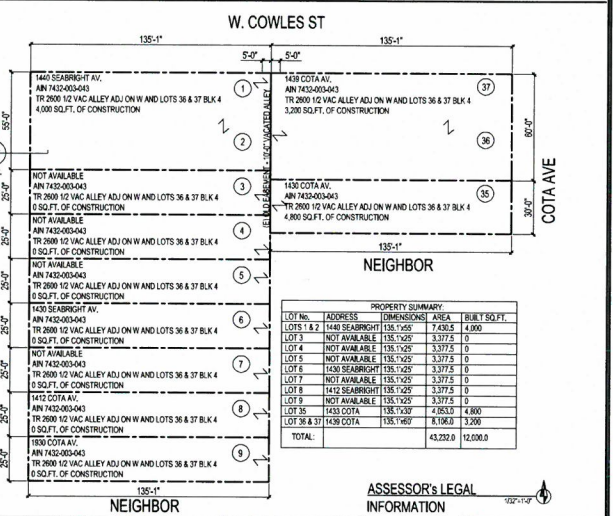 W. COWLES ST
135'-1" 135'-1"
5'-0" 5'-0"
1440 SEABRIGHT AV.
AIN 7432-003-043
TR 2600 1/2 VAC ALLEY ADJ ON W AND LOTS 36 & 37 BLK 4
4,000 SQ.FT. OF CONSTRUCTION
1
2
55'-0"
NOT AVAILABLE
AIN 7432-003-043
TR 2600 1/2 VAC ALLEY ADJ ON W AND LOTS 36 & 37 BLK 4
0 SQ.FT. OF CONSTRUCTION
3
25'-0"
NOT AVAILABLE
AIN 7432-003-043
TR 2600 1/2 VAC ALLEY ADJ ON W AND LOTS 36 & 37 BLK 4
0 SQ.FT. OF CONSTRUCTION
4
25'-0"
NOT AVAILABLE
AIN 7432-003-043
TR 2600 1/2 VAC ALLEY ADJ ON W AND LOTS 36 & 37 BLK 4
0 SQ.FT. OF CONSTRUCTION
5
25'-0"
1430 SEABRIGHT AV.
AIN 7432-003-043
TR 2600 1/2 VAC ALLEY ADJ ON W AND LOTS 36 & 37 BLK 4
0 SQ.FT. OF CONSTRUCTION
6
25'-0"
NOT AVAILABLE
AIN 7432-003-043
TR 2600 1/2 VAC ALLEY ADJ ON W AND LOTS 36 & 37 BLK 4
0 SQ.FT. OF CONSTRUCTION
7
25'-0"
1412 COTA AV.
AIN 7432-003-043
TR 2600 1/2 VAC ALLEY ADJ ON W AND LOTS 36 & 37 BLK 4
0 SQ.FT. OF CONSTRUCTION
8
25'-0"
1930 COTA AV.
AIN 7432-003-043
TR 2600 1/2 VAC ALLEY ADJ ON W AND LOTS 36 & 37 BLK 4
0 SQ.FT. OF CONSTRUCTION
9
25'-0"
135'-1"
NEIGHBOR
(E) OLD EASEMENT - 10'-0" VACATED ALLEY
1439 COTA AV.
AIN 7432-003-043
TR 2600 1/2 VAC ALLEY ADJ ON W AND LOTS 36 & 37 BLK 4
3,200 SQ.FT. OF CONSTRUCTION
37
36
60'-0"
1430 COTA AV.
AIN 7432-003-043
TR 2600 1/2 VAC ALLEY ADJ ON W AND LOTS 36 & 37 BLK 4
4,800 SQ.FT. OF CONSTRUCTION
35
30'-0"
COTA AVE
135'-1"
NEIGHBOR
PROPERTY SUMMARY:
LOT No. ADDRESS DIMENSIONS AREA BUILT SQ.FT.
LOTS 1 & 2 1440 SEABRIGHT 135.1'x55' 7,430.5 4,000
LOT 3 NOT AVAILABLE 135.1'x25' 3,377.5 0
LOT 4 NOT AVAILABLE 135.1'x25' 3,377.5 0
LOT 5 NOT AVAILABLE 135.1'x25' 3,377.5 0
LOT 6 1430 SEABRIGHT 135.1'x25' 3,377.5 0
LOT 7 NOT AVAILABLE 135.1'x25' 3,377.5 0
LOT 8 1412 SEABRIGHT 135.1'x25' 3,377.5 0
LOT 9 NOT AVAILABLE 135.1'x25' 3,377.5 0
LOT 35 1433 COTA 135.1'x30' 4,053.0 4,800
LOT 36 & 37 1439 COTA 135.1'x60' 8,106.0 3,200
TOTAL: 43,232.0 12,000.0
ASSESSOR's LEGAL
INFORMATION
1/32"=1'-0"